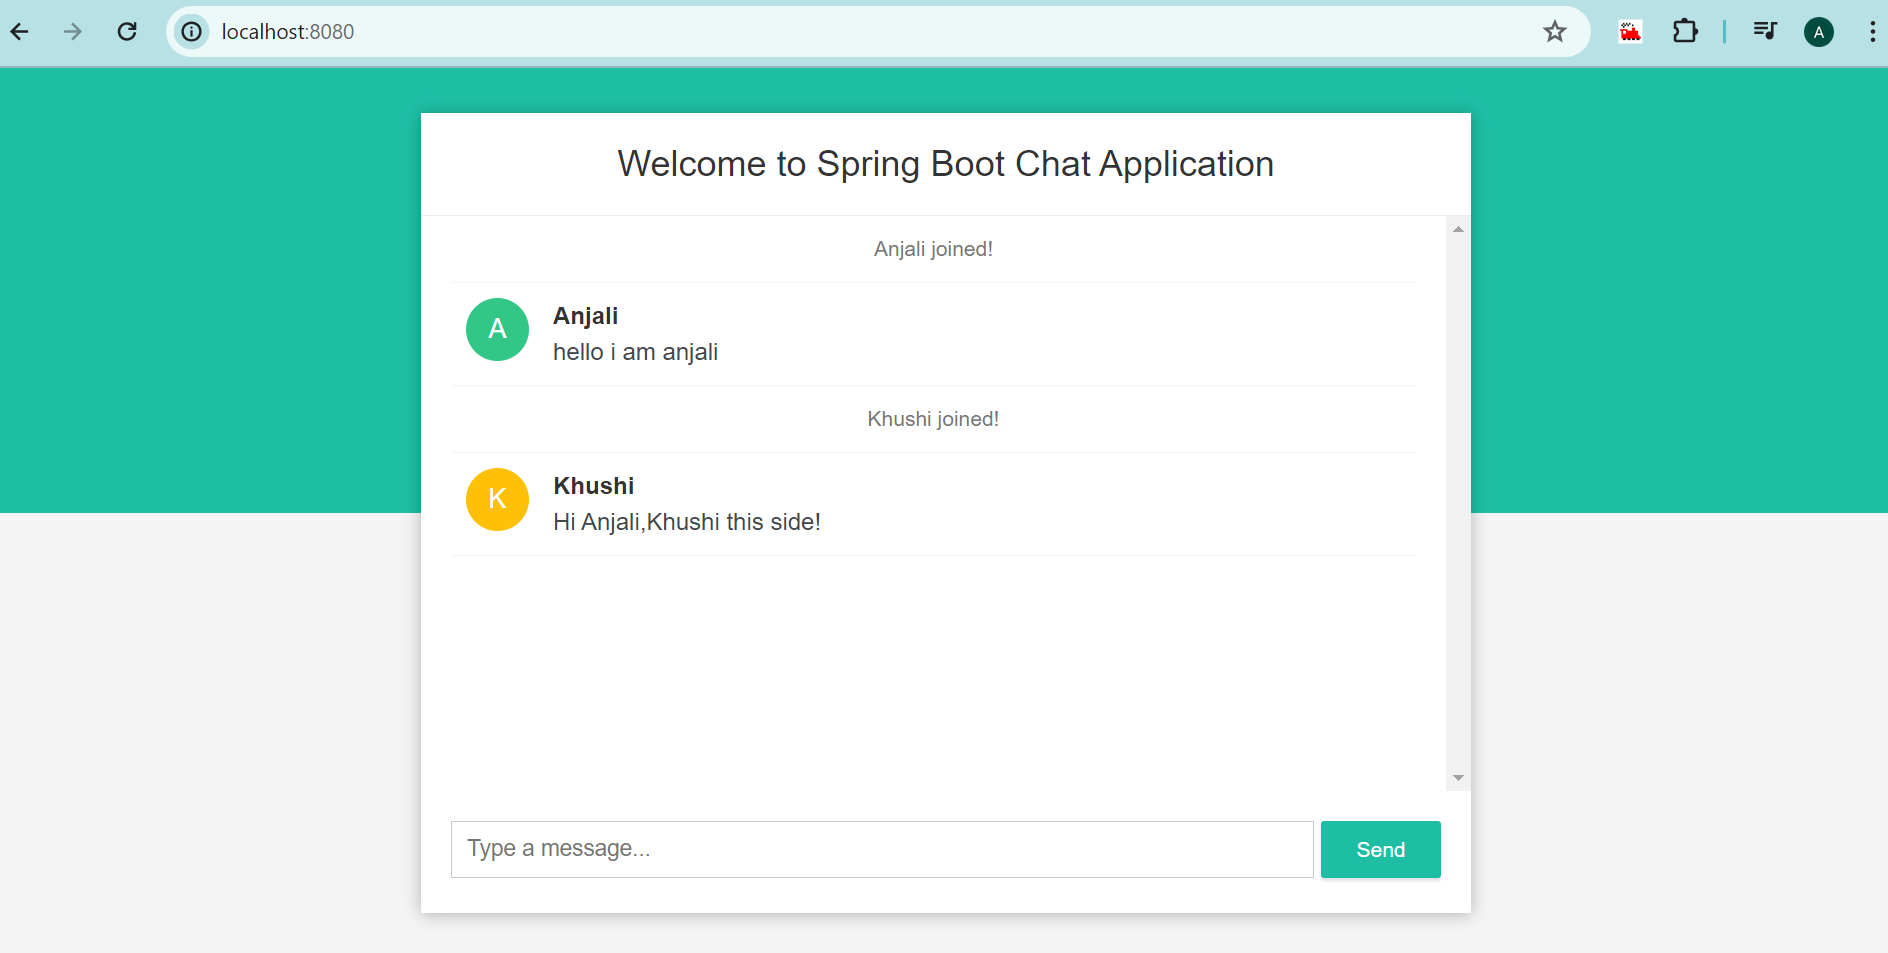 localhost:8080
A
Welcome to Spring Boot Chat Application
Anjali joined!
A
Anjali
hello i am anjali
Khushi joined!
K
Khushi
Hi Anjali,Khushi this side!
Type a message...
Send